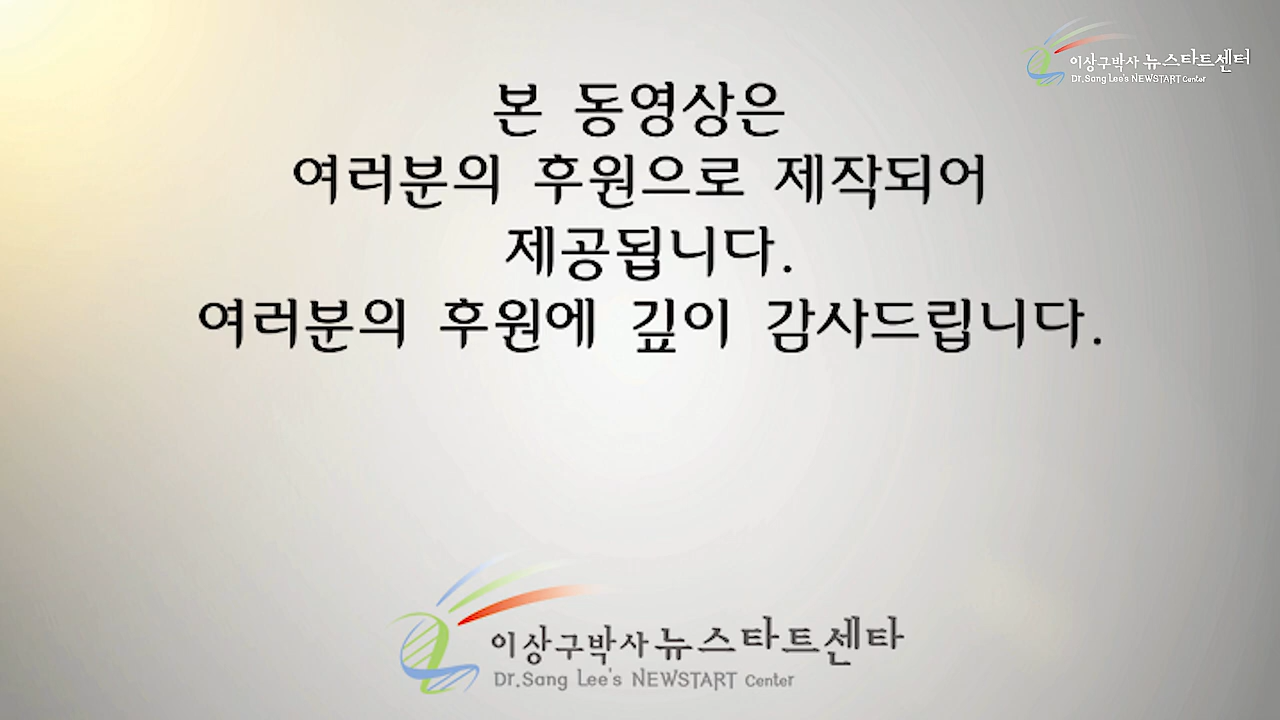 이상구박사 뉴스타트센터
Dr.Sang Lee's NEWSTART Center
본 동영상은
여러분의 후원으로 제작되어
제공됩니다.
여러분의 후원에 깊이 감사드립니다.
이상구박사 뉴스타트센타
Dr.Sang Lee's NEWSTART Center